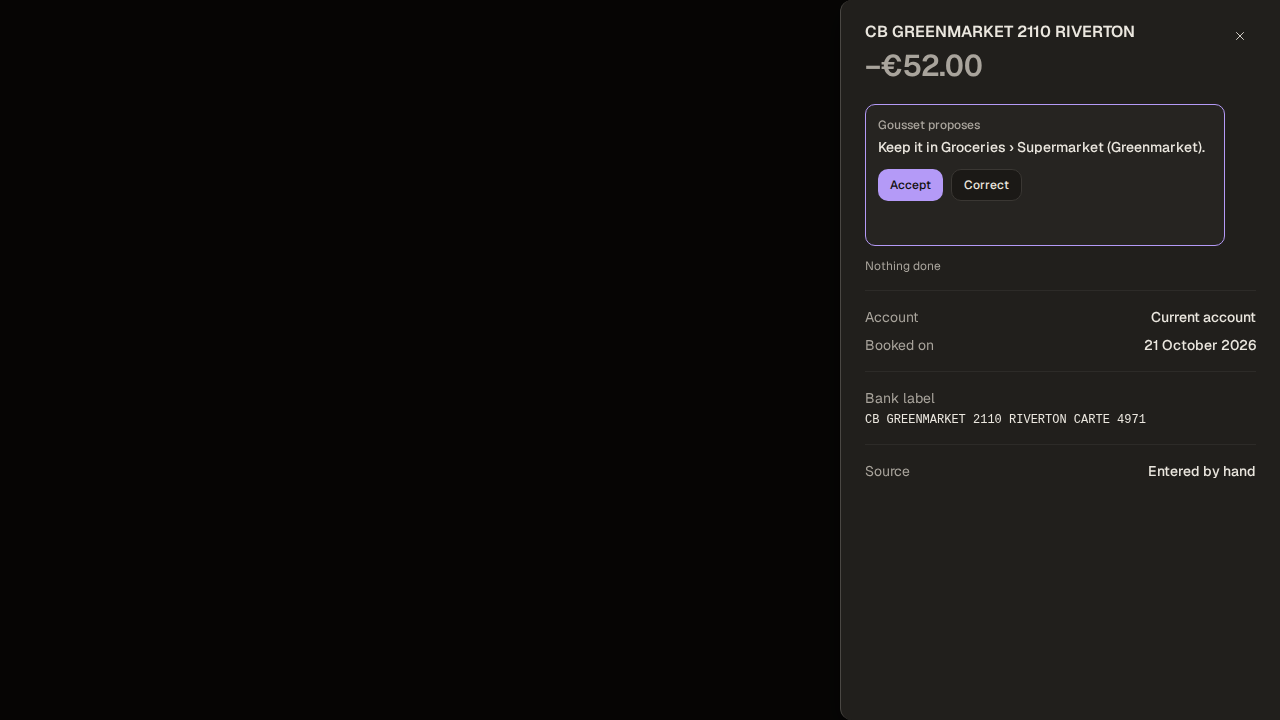 CB GREENMARKET 2110 RIVERTON
−€52.00
Gousset proposes
Keep it in Groceries › Supermarket (Greenmarket).
Accept Correct
Nothing done
Account Current account
Booked on 21 October 2026
Bank label
CB GREENMARKET 2110 RIVERTON CARTE 4971
Source Entered by hand